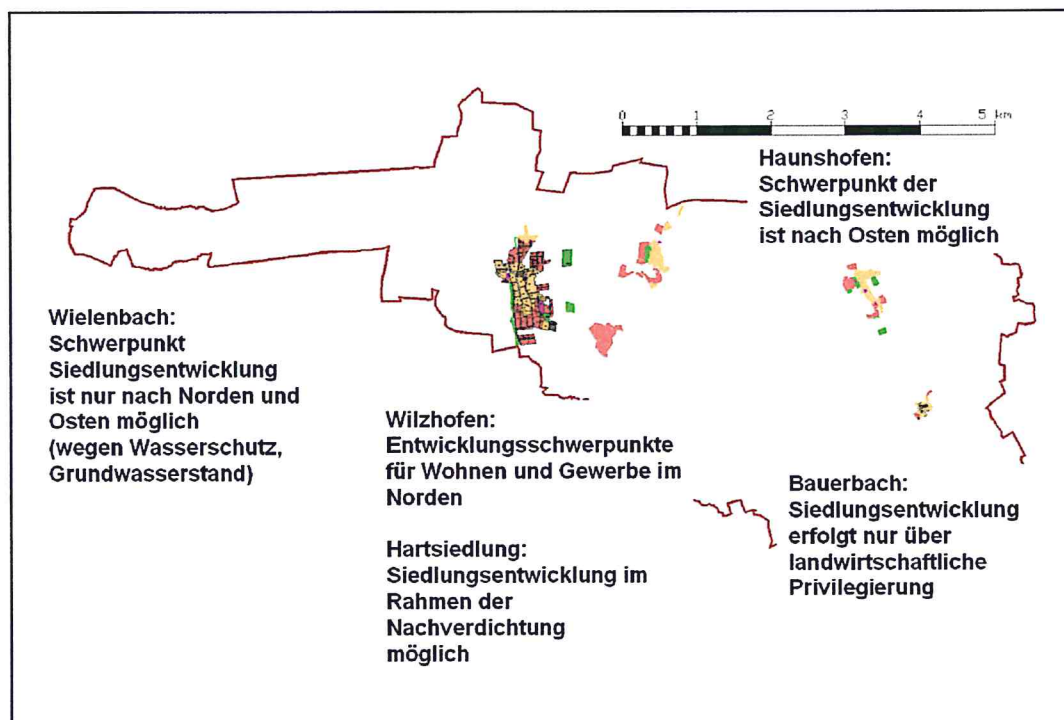 0 1 2 3 4 5 km
Haunshofen:
Schwerpunkt der
Siedlungsentwicklung
ist nach Osten möglich
Wielenbach:
Schwerpunkt
Siedlungsentwicklung
ist nur nach Norden und
Osten möglich
(wegen Wasserschutz,
Grundwasserstand)
Wilzhofen:
Entwicklungsschwerpunkte
für Wohnen und Gewerbe im
Norden
Hartsiedlung:
Siedlungsentwicklung im
Rahmen der
Nachverdichtung
möglich
Bauerbach:
Siedlungsentwicklung
erfolgt nur über
landwirtschaftliche
Privilegierung